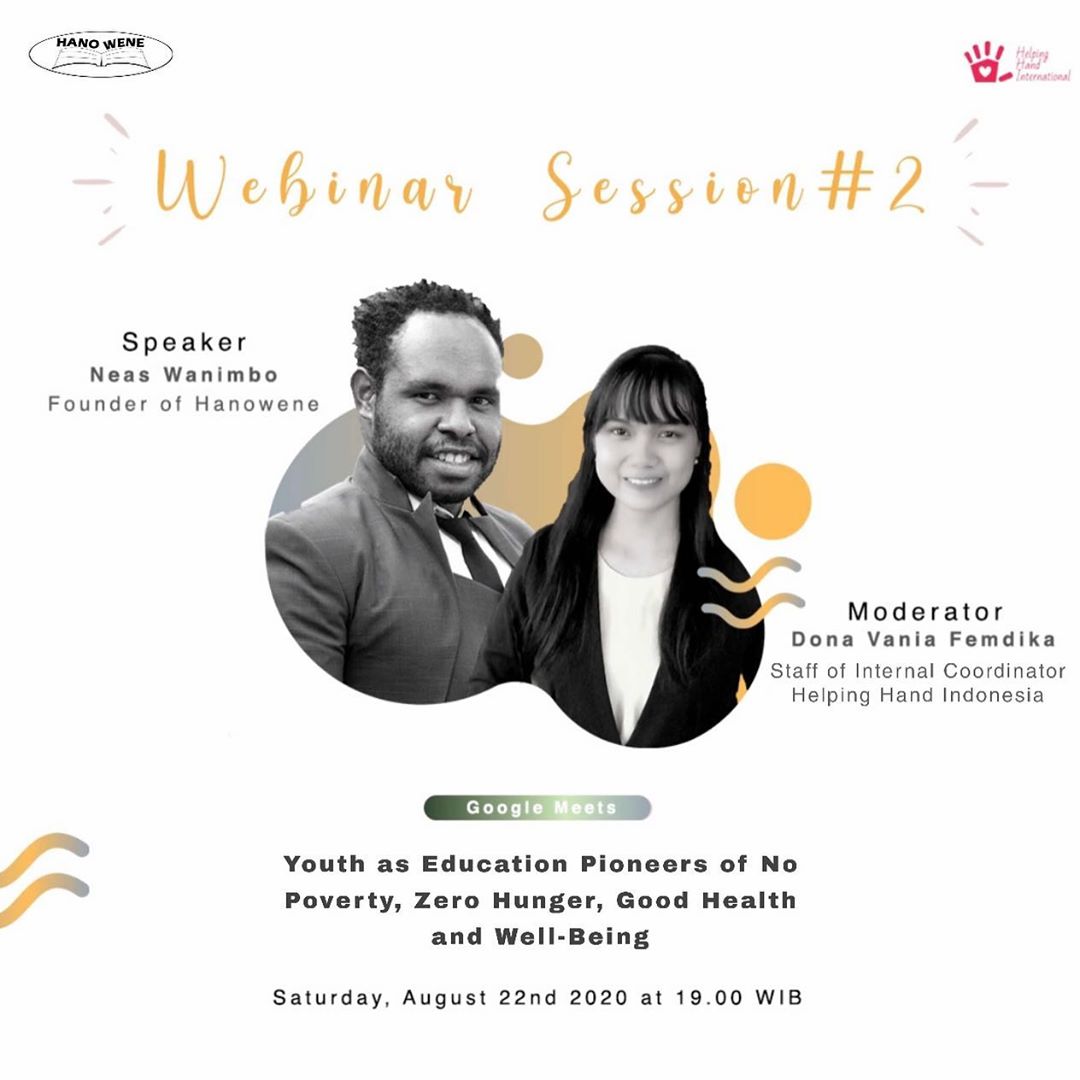 HANO WENE
Helping
Hand
International
Webinar Session#2
Speaker
Neas Wanimbo
Founder of Hanowene
Moderator
Dona Vania Femdika
Staff of Internal Coordinator
Helping Hand Indonesia
Google Meets
Youth as Education Pioneers of No
Poverty, Zero Hunger, Good Health
and Well-Being
Saturday, August 22nd 2020 at 19.00 WIB